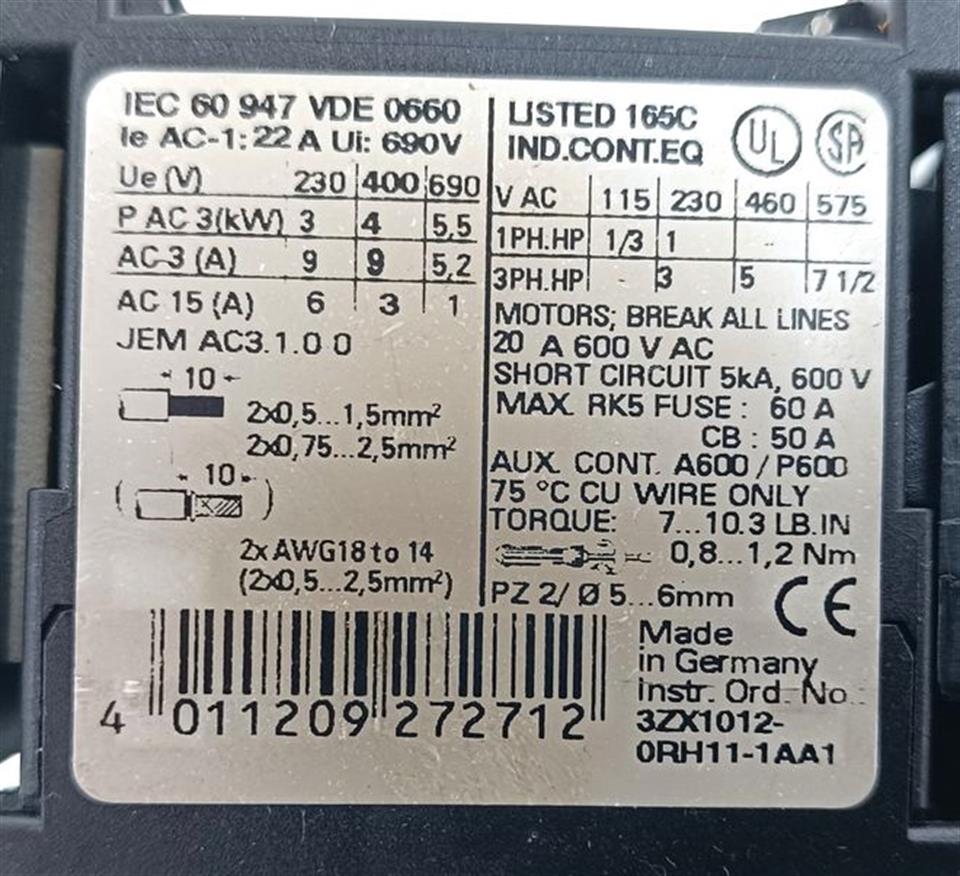 IEC 60 947 VDE 0660
Ie AC-1: 22 A Ui: 690V
Ue (V) 230 400 690
P AC 3(kW) 3 4 5,5
AC-3 (A) 9 9 5,2
AC 15 (A) 6 3 1
JEM AC3.1.0 0
10
2x0,5...1,5mm²
2x0,75...2,5mm²
( 10 )
2x AWG18 to 14
(2x0,5...2,5mm²)
LISTED 165C
IND.CONT.EQ
UL SA
V AC 115 230 460 575
1PH.HP 1/3 1
3PH.HP 3 5 7 1/2
MOTORS; BREAK ALL LINES
20 A 600 V AC
SHORT CIRCUIT 5kA, 600 V
MAX. RK5 FUSE : 60 A
CB : 50 A
AUX. CONT. A600 / P600
75 °C CU WIRE ONLY
TORQUE: 7...10.3 LB.IN
0,8...1,2 Nm
PZ 2/ Ø 5...6mm
CE
4 011209 272712
Made
in Germany
Instr. Ord No.:
3ZX1012-
0RH11-1AA1